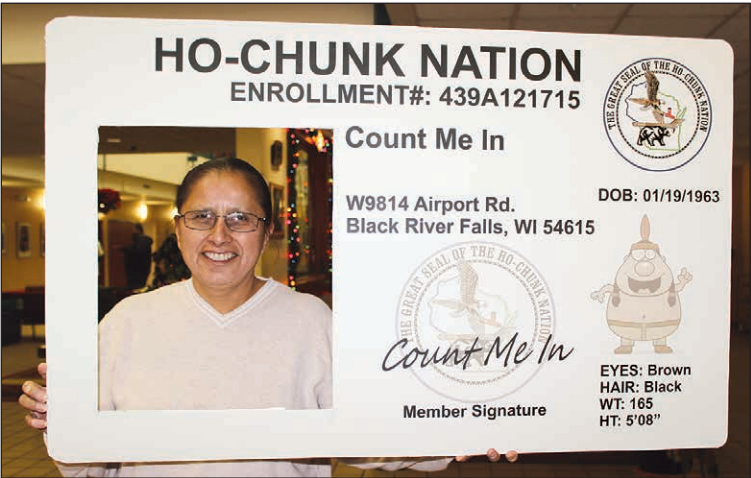 HO-CHUNK NATION
ENROLLMENT#: 439A121715
THE GREAT SEAL OF THE HO-CHUNK NATION
Count Me In
W9814 Airport Rd.
Black River Falls, WI 54615
DOB: 01/19/1963
THE GREAT SEAL OF THE HO-CHUNK NATION
Count Me In
Member Signature
EYES: Brown
HAIR: Black
WT: 165
HT: 5'08"